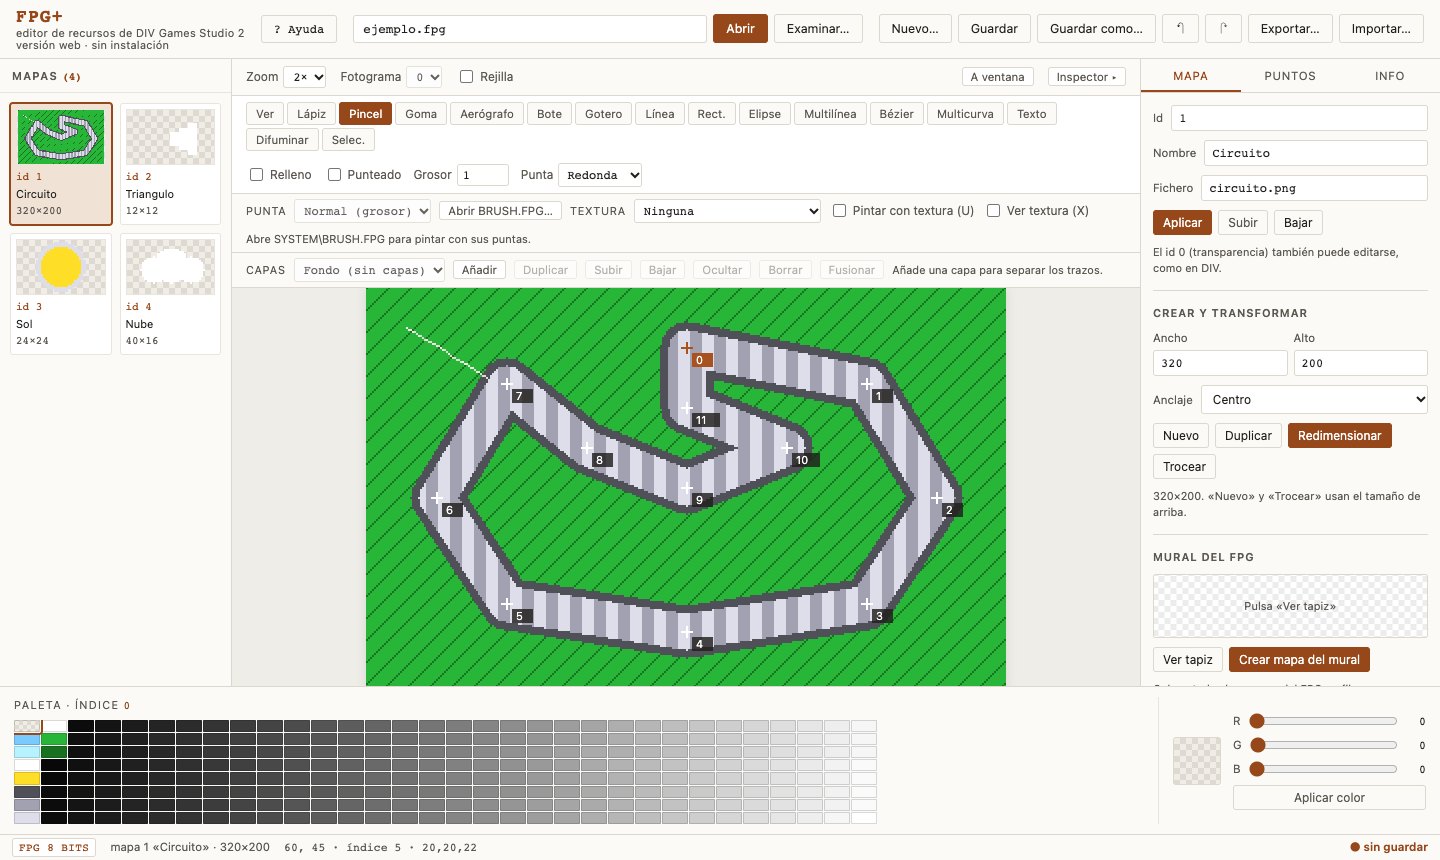 FPG+
editor de recursos de DIV Games Studio 2
versión web · sin instalación
? Ayuda
ejemplo.fpg
Abrir
Examinar...
Nuevo...
Guardar
Guardar como...
Exportar...
Importar...
MAPAS (4)
id 1
Circuito
320×200
id 2
Triangulo
12×12
id 3
Sol
24×24
id 4
Nube
40×16
Zoom 2× Fotograma 0 Rejilla
A ventana
Inspector ▸
Ver Lápiz Pincel Goma Aerógrafo Bote Gotero Línea Rect. Elipse Multilínea Bézier Multicurva Texto
Difuminar Selec.
Relleno Punteado Grosor 1 Punta Redonda
PUNTA Normal (grosor) Abrir BRUSH.FPG... TEXTURA Ninguna Pintar con textura (U) Ver textura (X)
Abre SYSTEM\BRUSH.FPG para pintar con sus puntas.
CAPAS Fondo (sin capas) Añadir Duplicar Subir Bajar Ocultar Borrar Fusionar Añade una capa para separar los trazos.
0
7
1
11
8
10
9
6
2
5
3
4
MAPA PUNTOS INFO
Id 1
Nombre Circuito
Fichero circuito.png
Aplicar Subir Bajar
El id 0 (transparencia) también puede editarse,
como en DIV.
CREAR Y TRANSFORMAR
Ancho Alto
320 200
Anclaje Centro
Nuevo Duplicar Redimensionar
Trocear
320×200. «Nuevo» y «Trocear» usan el tamaño de
arriba.
MURAL DEL FPG
Pulsa «Ver tapiz»
Ver tapiz Crear mapa del mural
PALETA · ÍNDICE 0
R 0
G 0
B 0
Aplicar color
FPG 8 BITS mapa 1 «Circuito» · 320×200 60, 45 · índice 5 · 20,20,22
sin guardar